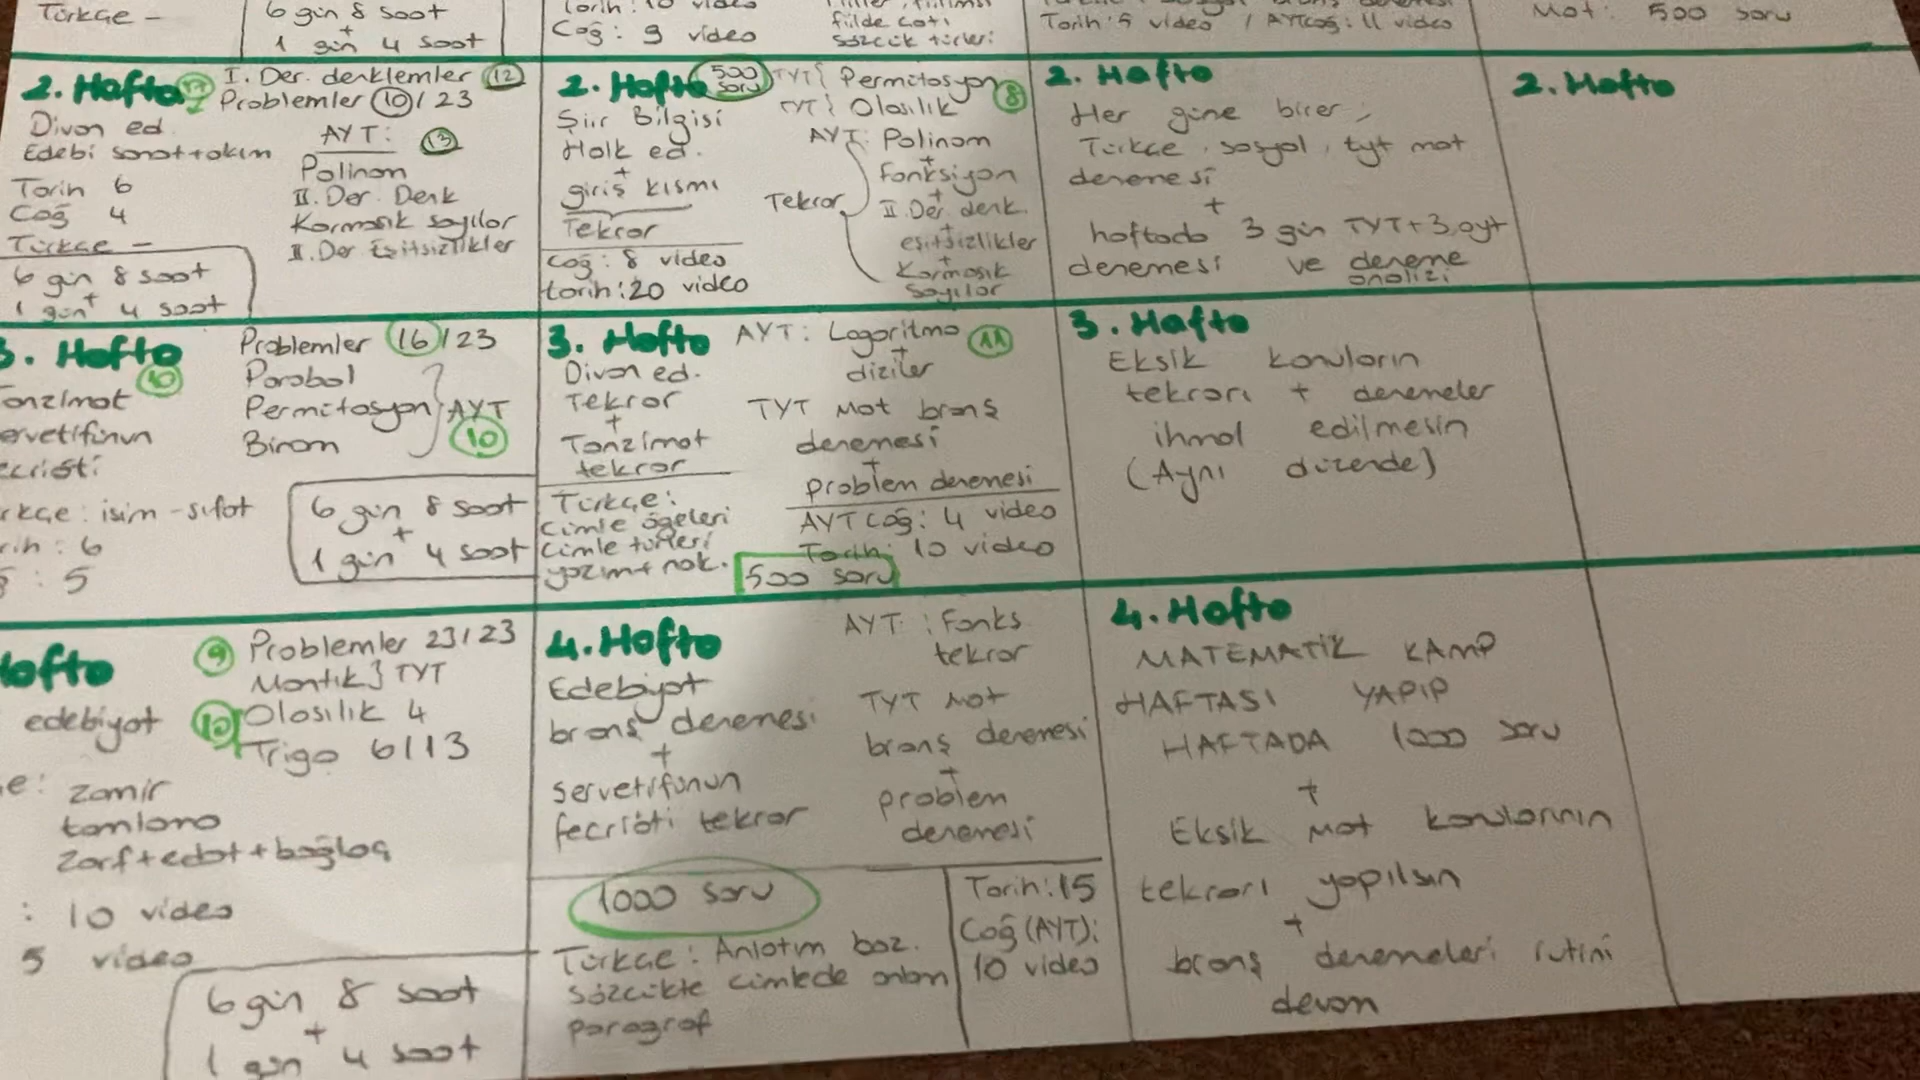 Türkçe -
6 gün 8 saat
+
1 gün 4 saat
Tarih: 10 video
Coğ: 9 video
fiilde çatı
sözcük türleri
Tarih: 5 video / AYTCoğ: 11 video
Mat: 500 soru
2. Hafta
I. Der. denklemler 12
Problemler 10/23
Divan ed.
Edebi sanat+akım
Tarih 6
Coğ 4
Türkçe -
AYT: 13
Polinom
II. Der. Denk
Karmaşık sayılar
II. Der Eşitsizlikler
6 gün 8 saat
+
1 gün 4 saat
2. Hafta 500 soru
Şiir Bilgisi
Halk ed.
+
giriş kısmı
Tekrar
Coğ: 8 video
tarih: 20 video
TYT{ Permütasyon 8
TYT{ Olasılık
AYT: Polinom
+
Fonksiyon
+
II. Der. denk.
+
eşitsizlikler
+
Karmaşık
sayılar
Tekrar
2. Hafta
Her güne birer,
Türkçe, sosyal, tyt mat
denemesi
+
haftada 3 gün TYT+3 ayt
denemesi ve deneme
analizi
2. Hafta
3. Hafta
10
Tanzimat
Servetifünun
Fecriati
Türkçe: isim-sıfat
Tarih: 6
: 5
Problemler 16/23
Parabol
Permütasyon } AYT
Binom 10
6 gün 8 saat
+
1 gün 4 saat
3. Hafta
Divan ed.
Tekrar
+
Tanzimat
tekrar
Türkçe:
Cümle ögeleri
Cümle türleri
yazım+nok.
AYT: Logaritma 11
+
diziler
TYT Mat branş
denemesi
+
problem denemesi
AYT Coğ: 4 video
Tarih: 10 video
500 soru
3. Hafta
Eksik konuların
tekrarı + denemeler
ihmal edilmesin
(Aynı düzende)
Hafta
edebiyat
9
Problemler 23/23
Mantık } TYT
10
Olasılık 4
Trigo 6/13
e: zamir
tamlama
Zarf+edat+bağlaç
: 10 video
5 video
6 gün 8 saat
+
1 gün 4 saat
4. Hafta
Edebiyat
branş denemesi
+
servetifünun
fecriati tekrar
AYT: Fonks
tekrar
TYT Mat
branş denemesi
+
problem
denemesi
1000 soru
Türkçe: Anlatım boz.
sözcükte cümlede anlam
paragraf
Tarih: 15
Coğ (AYT):
10 video
4. Hafta
MATEMATİK KAMP
HAFTASI YAPIP
HAFTADA 1000 soru
+
Eksik mat konularının
tekrarı yapılsın
+
branş denemeleri rutini
devam